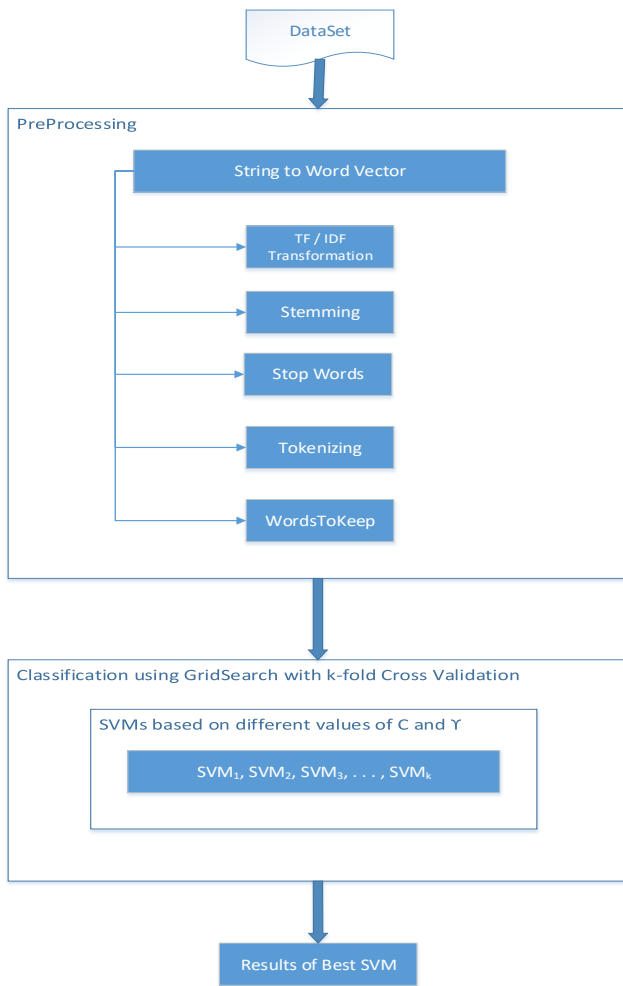 DataSet
PreProcessing
String to Word Vector
TF / IDF
Transformation
Stemming
Stop Words
Tokenizing
WordsToKeep
Classification using GridSearch with k-fold Cross Validation
SVMs based on different values of C and ϒ
SVM₁, SVM₂, SVM₃, . . . , SVMₖ
Results of Best SVM